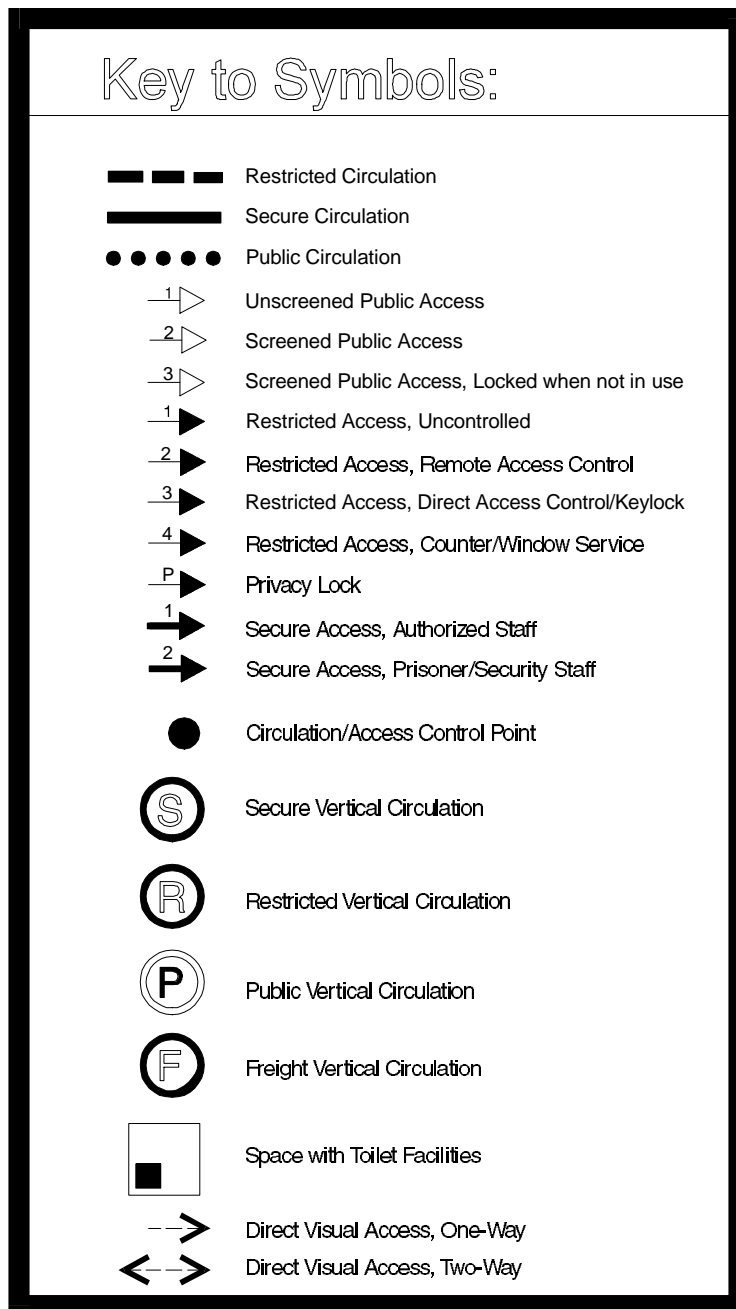 Key to Symbols:
Restricted Circulation
Secure Circulation
Public Circulation
1 Unscreened Public Access
2 Screened Public Access
3 Screened Public Access, Locked when not in use
1 Restricted Access, Uncontrolled
2 Restricted Access, Remote Access Control
3 Restricted Access, Direct Access Control/Keylock
4 Restricted Access, Counter/Window Service
P Privacy Lock
1 Secure Access, Authorized Staff
2 Secure Access, Prisoner/Security Staff
Circulation/Access Control Point
S Secure Vertical Circulation
R Restricted Vertical Circulation
P Public Vertical Circulation
F Freight Vertical Circulation
Space with Toilet Facilities
Direct Visual Access, One-Way
Direct Visual Access, Two-Way